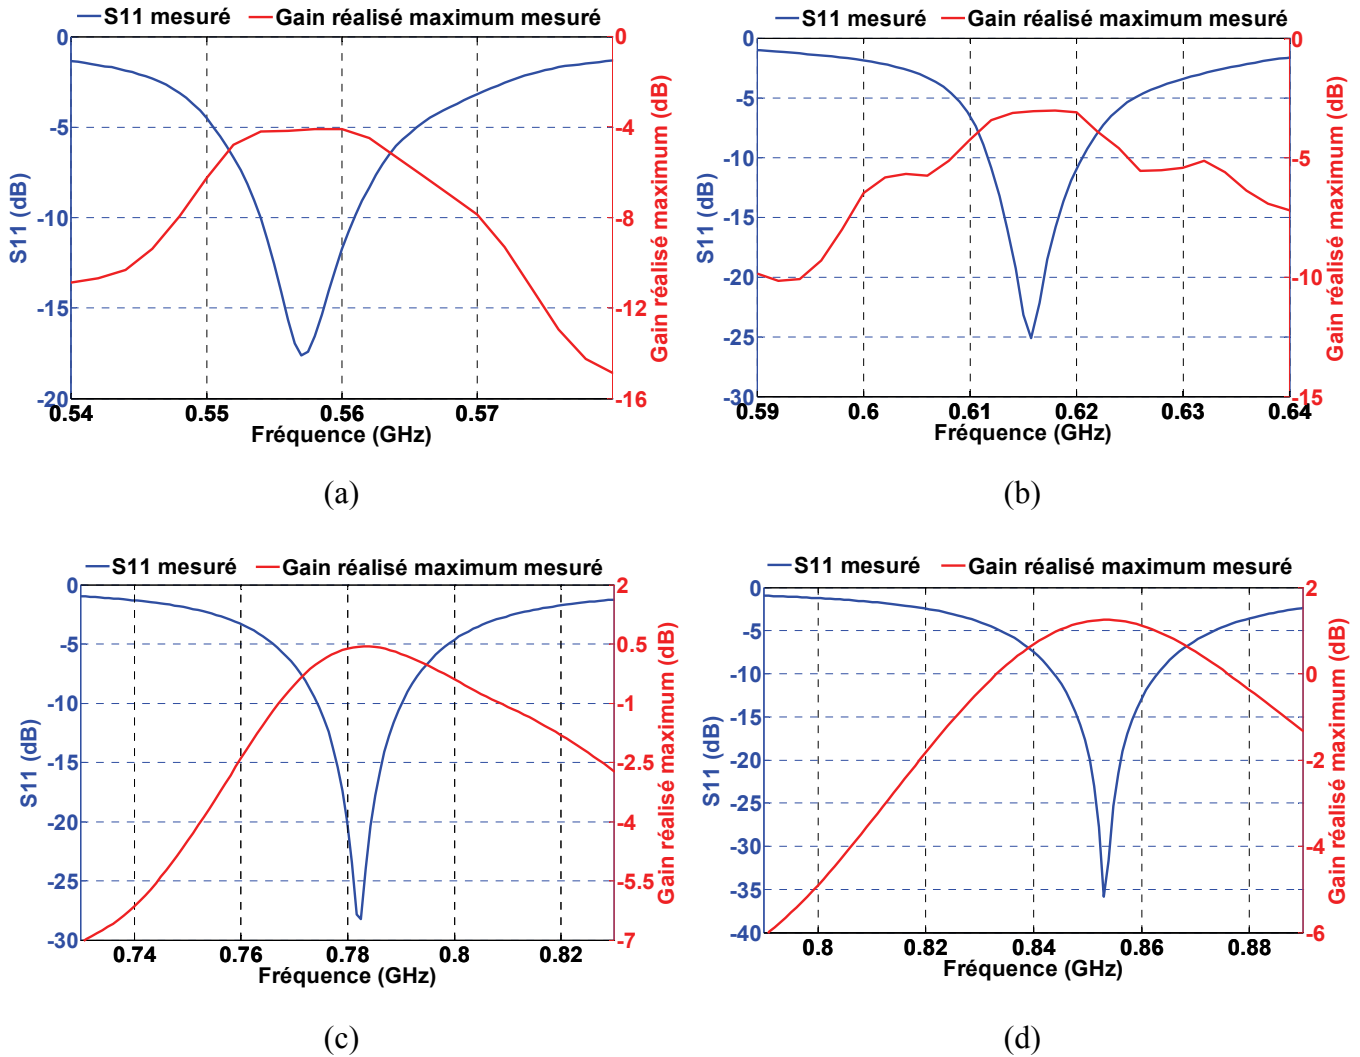 S11 mesuré Gain réalisé maximum mesuré
0 0
-5 -4
-10 -8
-15 -12
-20 -16
S11 (dB)
Gain réalisé maximum (dB)
0.54 0.55 0.56 0.57
Fréquence (GHz)
(a)
S11 mesuré Gain réalisé maximum mesuré
0 0
-5
-10 -5
-15
-20 -10
-25
-30 -15
S11 (dB)
Gain réalisé maximum (dB)
0.59 0.6 0.61 0.62 0.63 0.64
Fréquence (GHz)
(b)
S11 mesuré Gain réalisé maximum mesuré
0 2
-5 0.5
-10 -1
-15 -2.5
-20 -4
-25 -5.5
-30 -7
S11 (dB)
Gain réalisé maximum (dB)
0.74 0.76 0.78 0.8 0.82
Fréquence (GHz)
(c)
S11 mesuré Gain réalisé maximum mesuré
0 2
-5
-10 0
-15
-20 -2
-25
-30 -4
-35
-40 -6
S11 (dB)
Gain réalisé maximum (dB)
0.8 0.82 0.84 0.86 0.88
Fréquence (GHz)
(d)